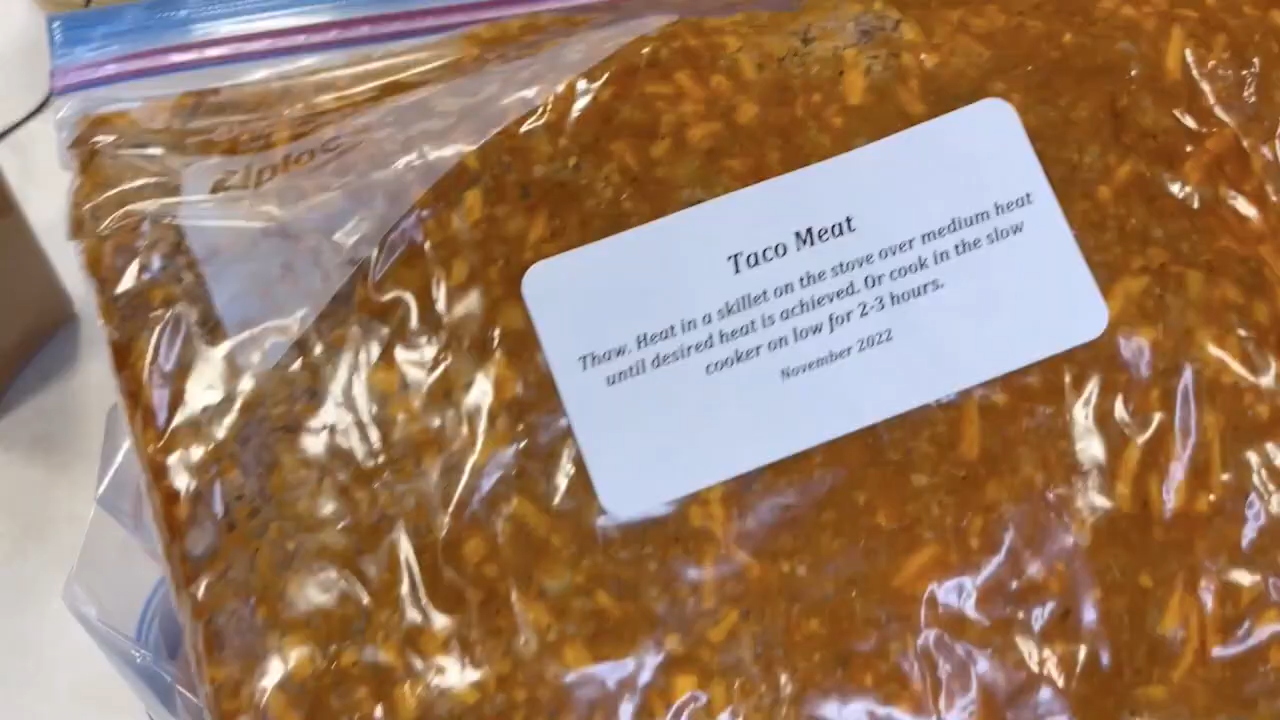 Ziploc
Taco Meat
Thaw. Heat in a skillet on the stove over medium heat
until desired heat is achieved. Or cook in the slow
cooker on low for 2-3 hours.
November 2022